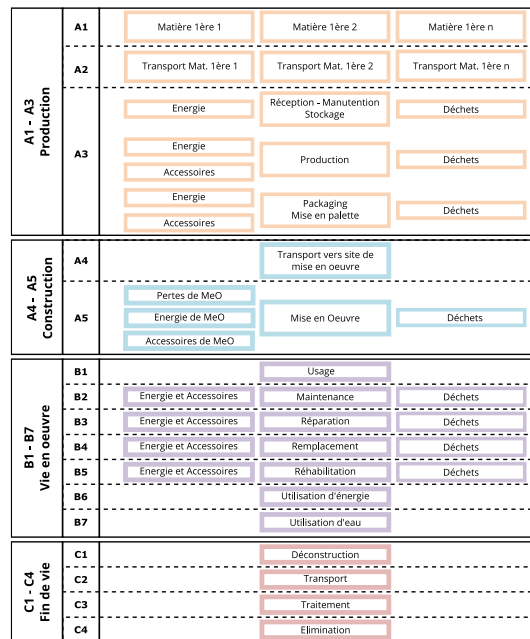 A1 - A3
Production
A1
Matière 1ère 1
Matière 1ère 2
Matière 1ère n
A2
Transport Mat. 1ère 1
Transport Mat. 1ère 2
Transport Mat. 1ère n
A3
Energie
Réception - Manutention
Stockage
Déchets
Energie
Accessoires
Production
Déchets
Energie
Accessoires
Packaging
Mise en palette
Déchets
A4 - A5
Construction
A4
Transport vers site de
mise en oeuvre
A5
Pertes de MeO
Energie de MeO
Accessoires de MeO
Mise en Oeuvre
Déchets
B1 - B7
Vie en oeuvre
B1
Usage
B2
Energie et Accessoires
Maintenance
Déchets
B3
Energie et Accessoires
Réparation
Déchets
B4
Energie et Accessoires
Remplacement
Déchets
B5
Energie et Accessoires
Réhabilitation
Déchets
B6
Utilisation d'énergie
B7
Utilisation d'eau
C1 - C4
Fin de vie
C1
Déconstruction
C2
Transport
C3
Traitement
C4
Elimination